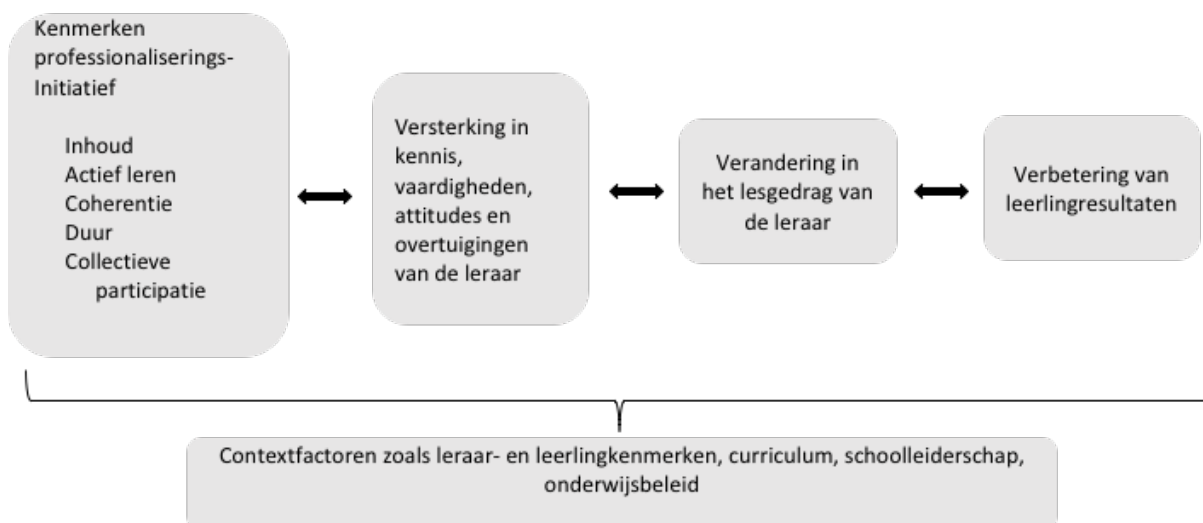 Kenmerken
professionaliserings-
Initiatief
Inhoud
Actief leren
Coherentie
Duur
Collectieve
participatie
Versterking in
kennis,
vaardigheden,
attitudes en
overtuigingen
van de leraar
Verandering in
het lesgedrag van
de leraar
Verbetering van
leerlingresultaten
Contextfactoren zoals leraar- en leerlingkenmerken, curriculum, schoolleiderschap,
onderwijsbeleid